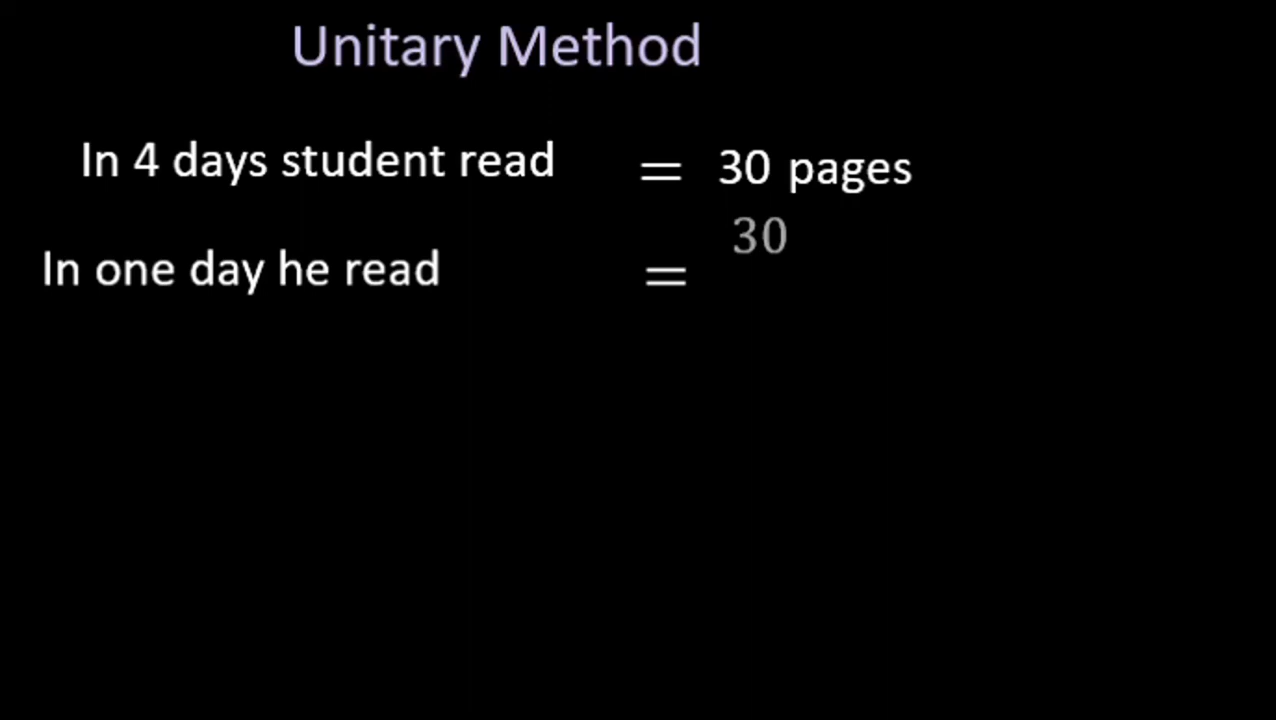 Unitary Method
In 4 days student read = 30 pages
30
In one day he read =